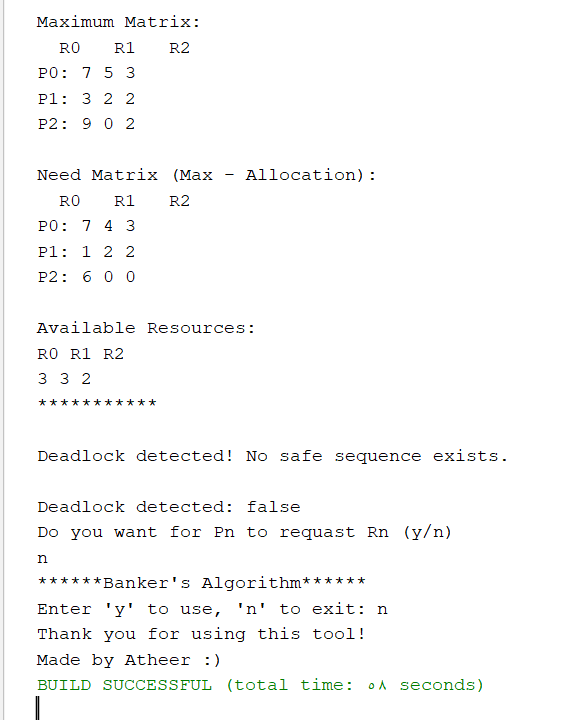 Maximum Matrix:
R0 R1 R2
P0: 7 5 3
P1: 3 2 2
P2: 9 0 2
Need Matrix (Max - Allocation):
R0 R1 R2
P0: 7 4 3
P1: 1 2 2
P2: 6 0 0
Available Resources:
R0 R1 R2
3 3 2
***********
Deadlock detected! No safe sequence exists.
Deadlock detected: false
Do you want for Pn to requast Rn (y/n)
n
******Banker's Algorithm******
Enter 'y' to use, 'n' to exit: n
Thank you for using this tool!
Made by Atheer :)
BUILD SUCCESSFUL (total time: ٥٨ seconds)